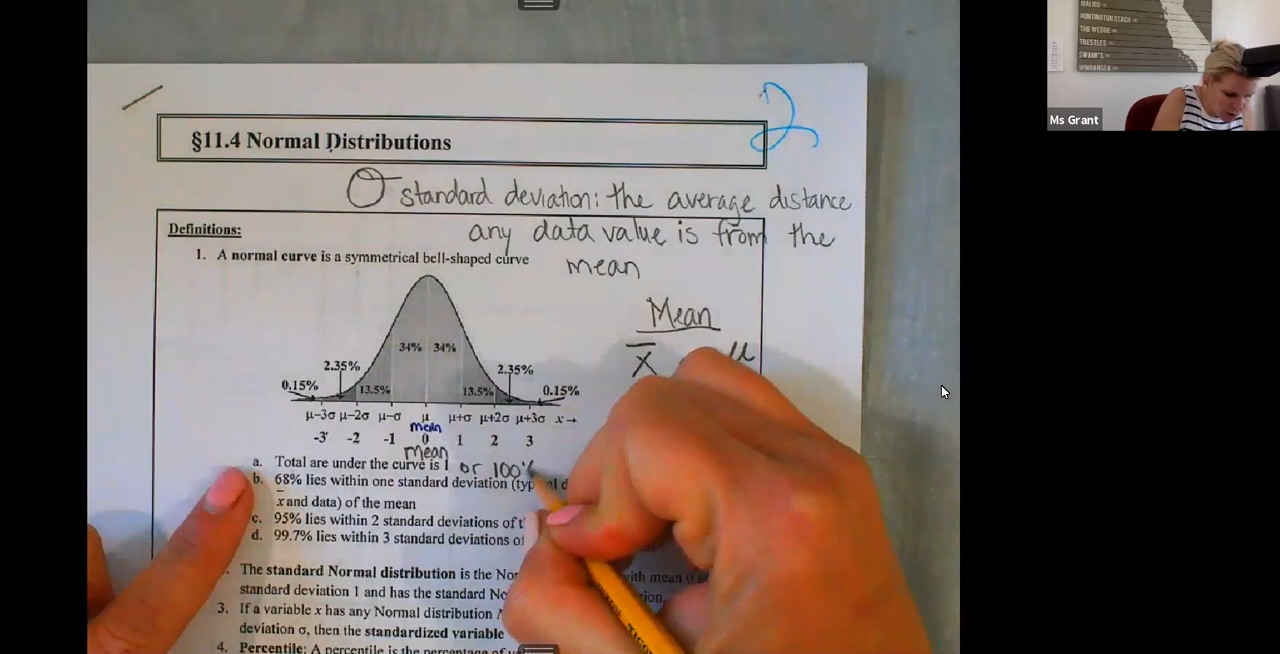 MALIBU
HUNTINGTON BEACH
THE WEDGE
TRESTLES
SWAMI'S
WINDANSEA
Ms Grant
2
§11.4 Normal Distributions
σ standard deviation: the average distance
any data value is from the
mean
Definitions:
1. A normal curve is a symmetrical bell-shaped curve
Mean
x̄ μ
34% 34%
2.35% 2.35%
0.15% 13.5% 13.5% 0.15%
μ−3σ μ−2σ μ−σ μ μ+σ μ+2σ μ+3σ x→
mean
-3 -2 -1 0 1 2 3
mean
a. Total are under the curve is 1 or 100%
b. 68% lies within one standard deviation
x̄ and data) of the mean
c. 95% lies within 2 standard deviations of
d. 99.7% lies within 3 standard deviations
The standard Normal distribution is the with mean 0
standard deviation 1 and has the standard
3. If a variable x has any Normal distribution
deviation σ, then the standardized variable
4. Percentile: A percentile is the percentage of